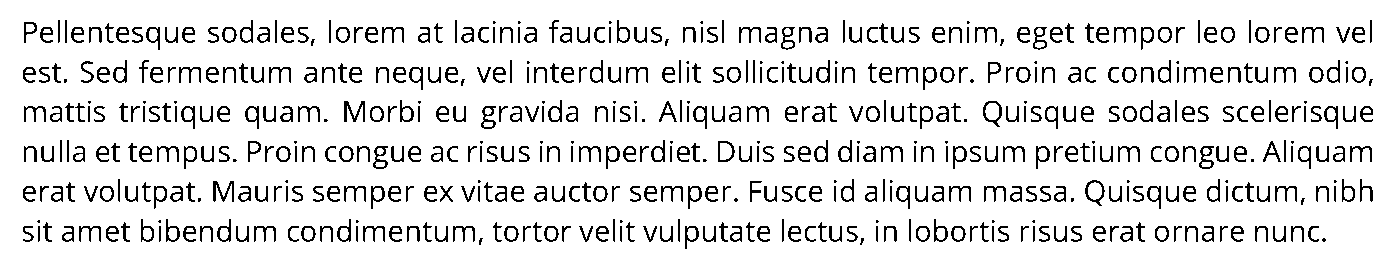 Pellentesque sodales, lorem at lacinia faucibus, nisl magna luctus enim, eget tempor leo lorem vel
est. Sed fermentum ante neque, vel interdum elit sollicitudin tempor. Proin ac condimentum odio,
mattis tristique quam. Morbi eu gravida nisi. Aliquam erat volutpat. Quisque sodales scelerisque
nulla et tempus. Proin congue ac risus in imperdiet. Duis sed diam in ipsum pretium congue. Aliquam
erat volutpat. Mauris semper ex vitae auctor semper. Fusce id aliquam massa. Quisque dictum, nibh
sit amet bibendum condimentum, tortor velit vulputate lectus, in lobortis risus erat ornare nunc.